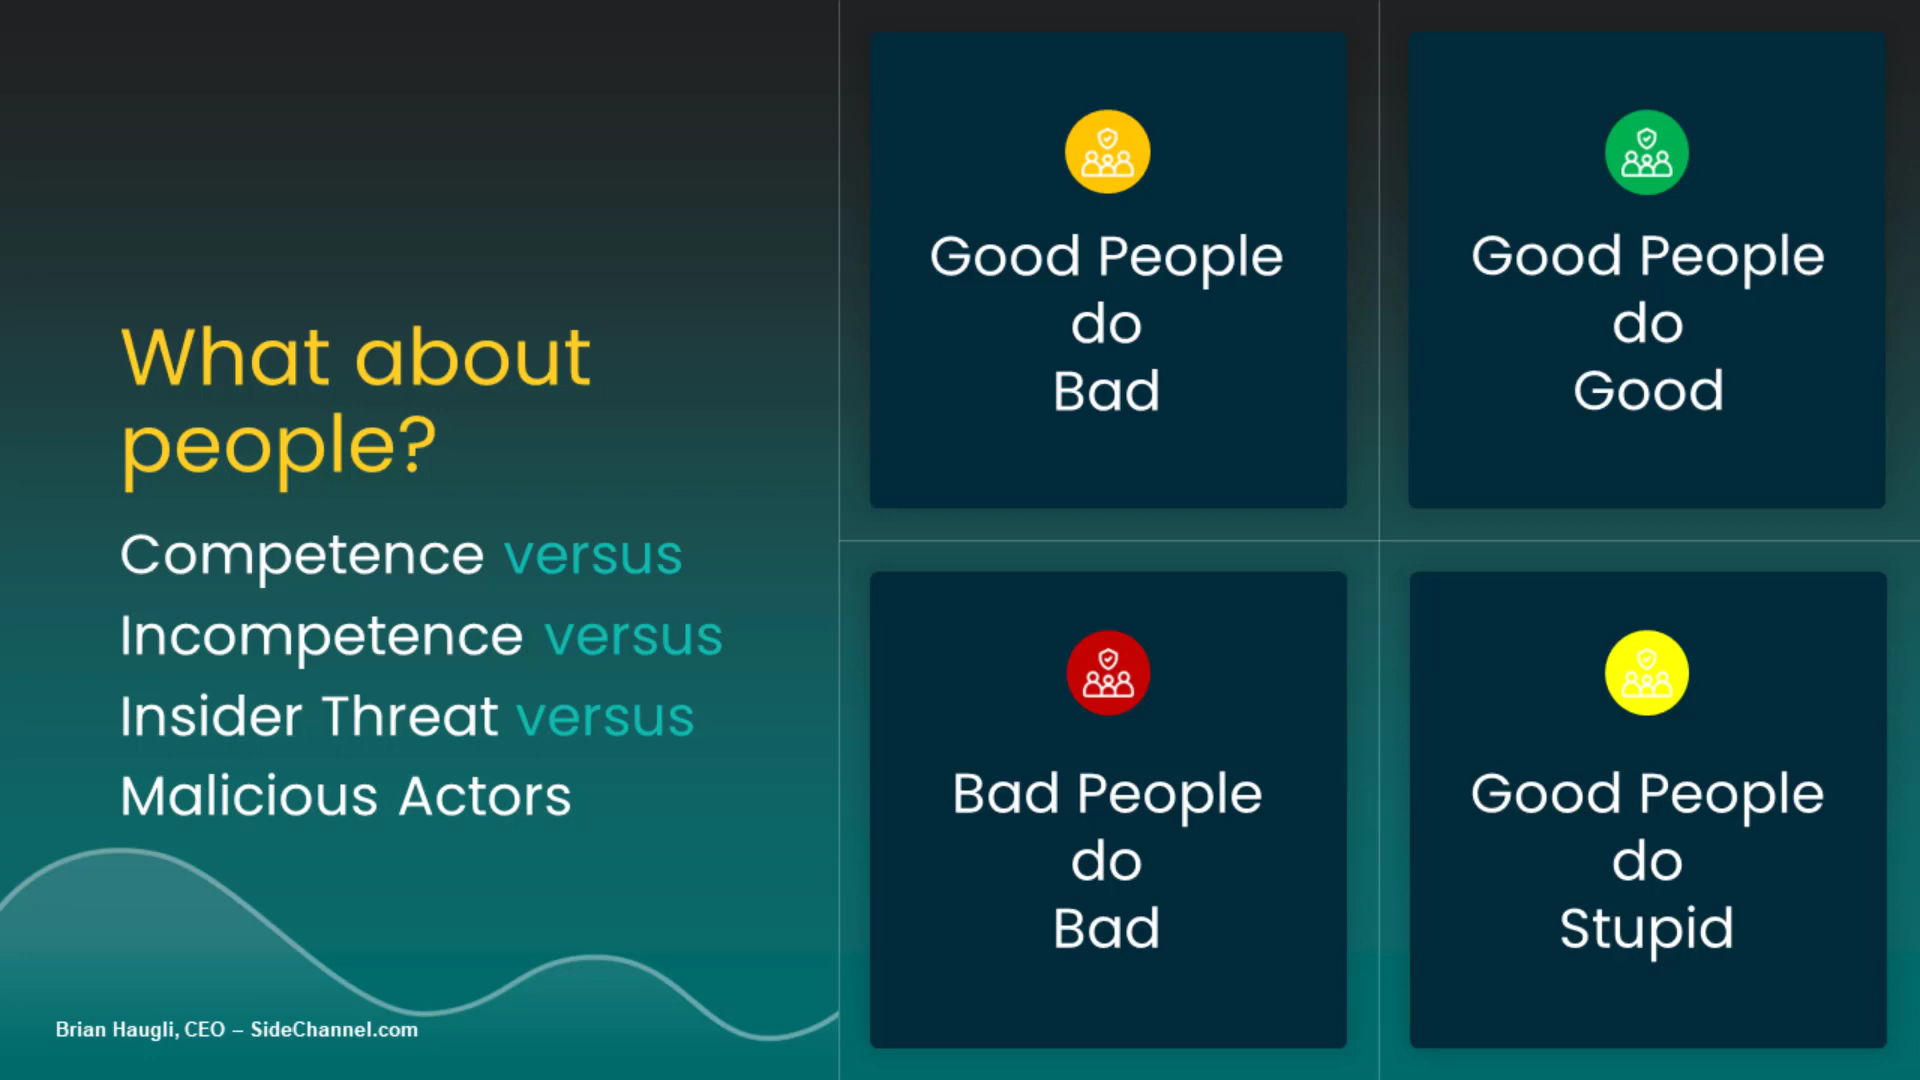 What about
people?
Competence versus
Incompetence versus
Insider Threat versus
Malicious Actors
Brian Haugli, CEO – SideChannel.com
Good People
do
Bad
Good People
do
Good
Bad People
do
Bad
Good People
do
Stupid